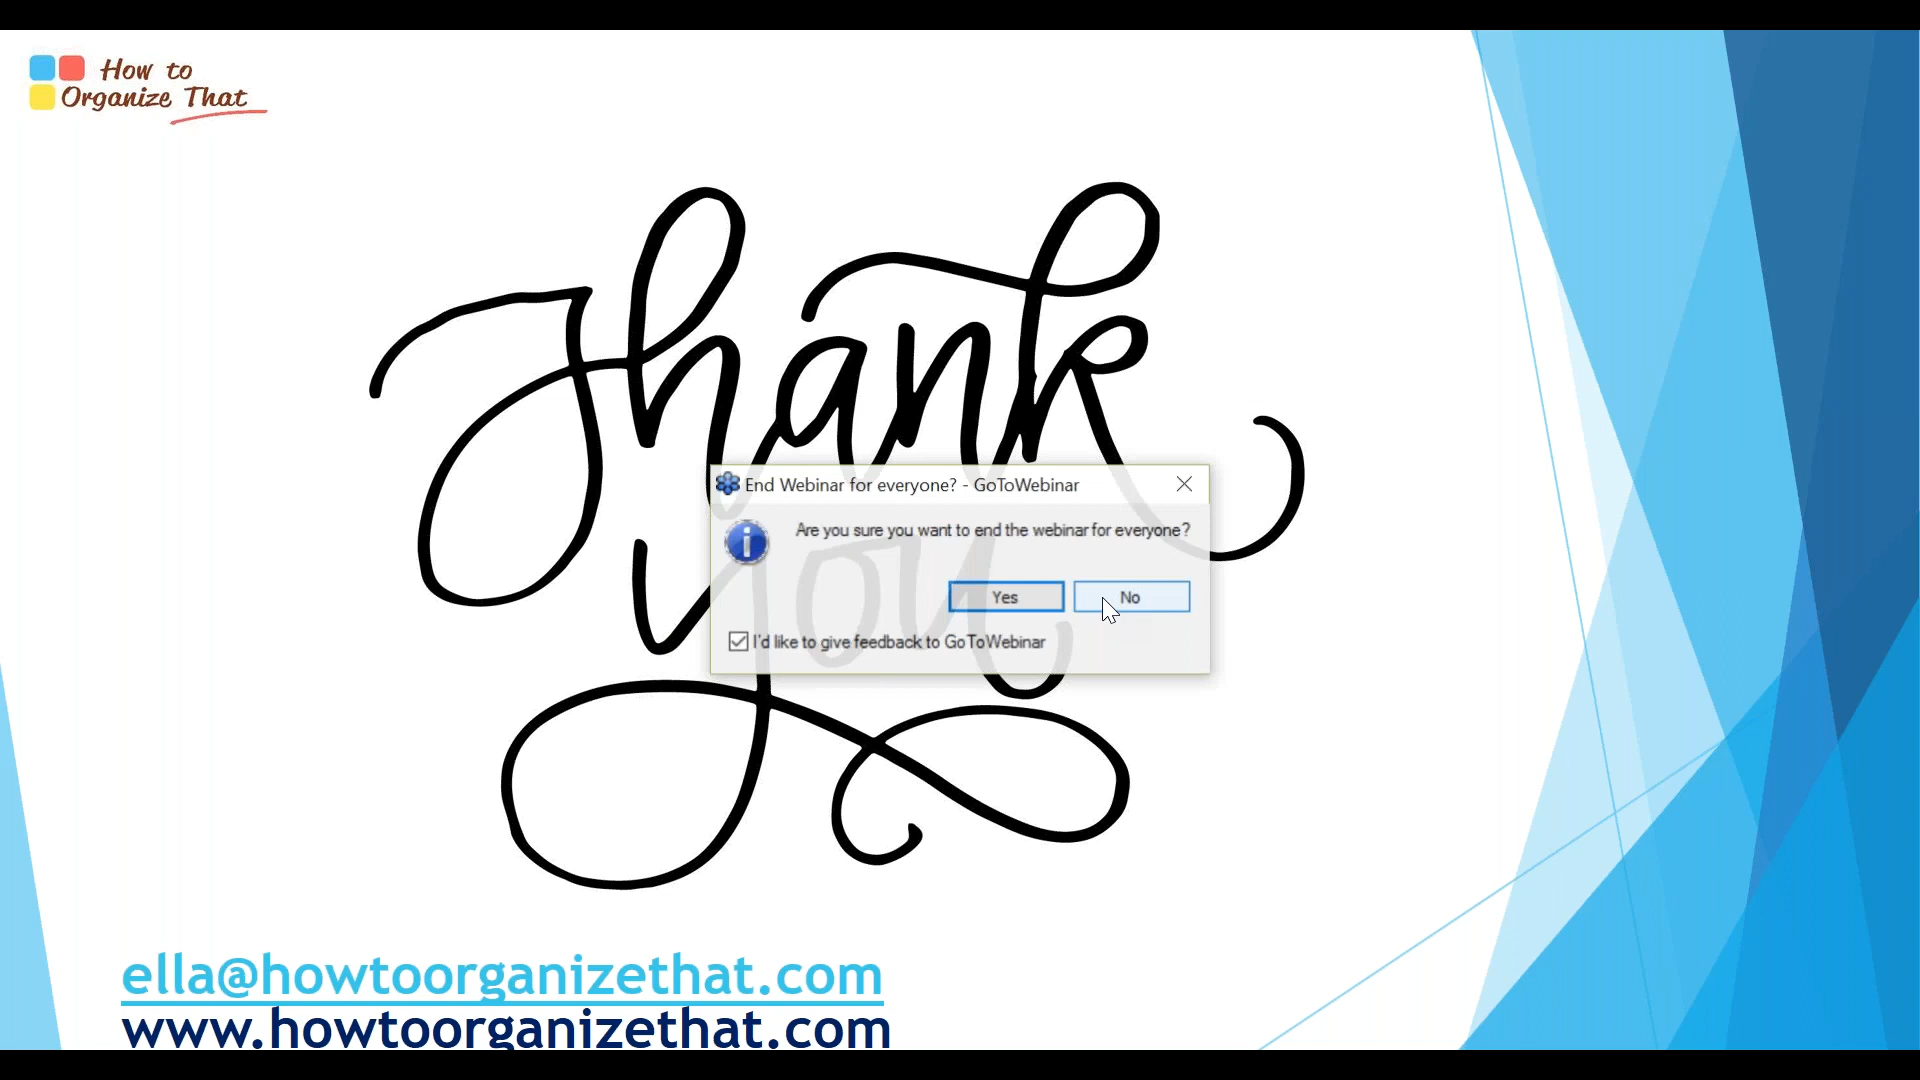 How to
Organize That
Thank
End Webinar for everyone? - GoToWebinar
Are you sure you want to end the webinar for everyone?
you
Yes
No
I'd like to give feedback to GoToWebinar
ella@howtoorganizethat.com
www.howtoorganizethat.com